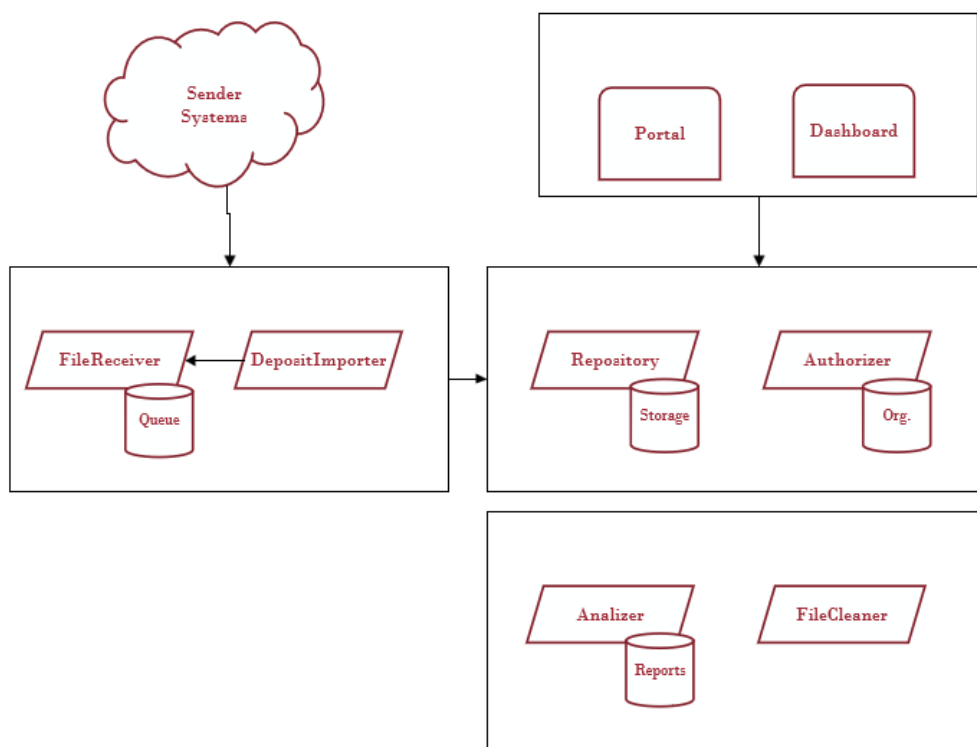 Sender
Systems
Portal
Dashboard
FileReceiver
DepositImporter
Queue
Repository
Authorizer
Storage
Org.
Analizer
FileCleaner
Reports